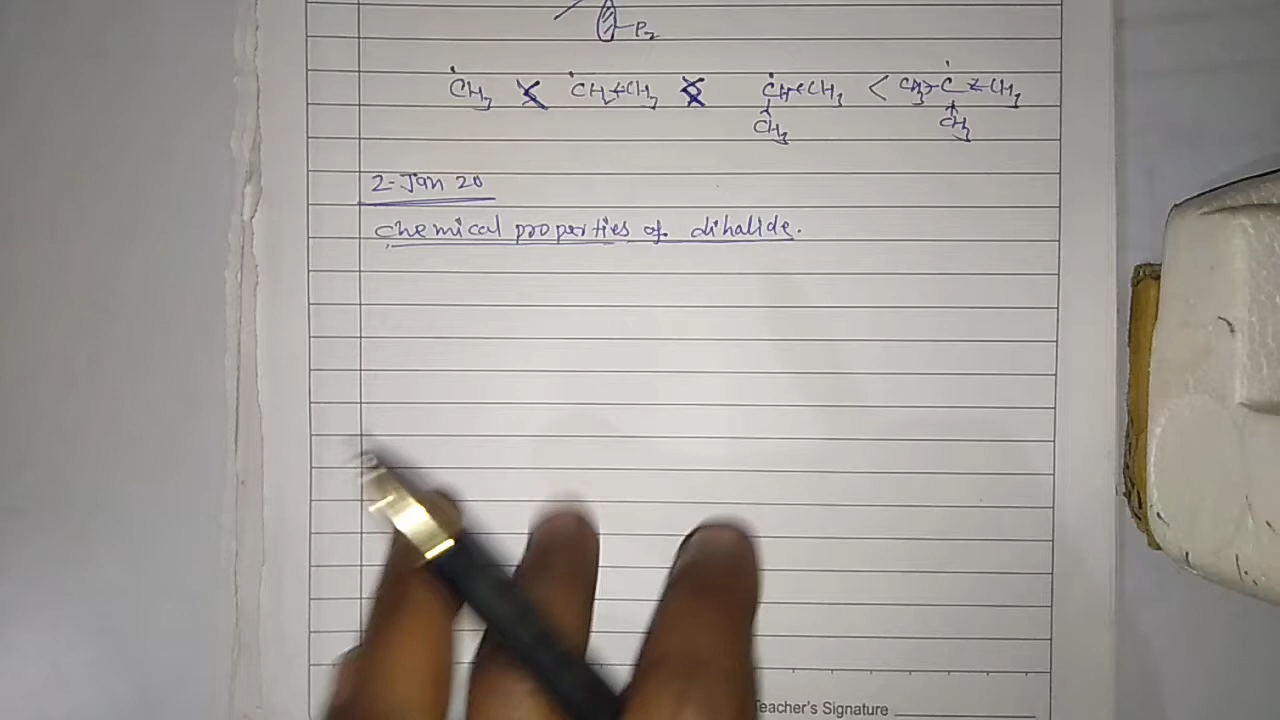 P2
ĊH3 < ĊH2←CH3 < ĊH←CH3 < CH3→Ċ←CH3
CH3 CH3
2-Jan 20
chemical properties of dihalide.
Teacher's Signature